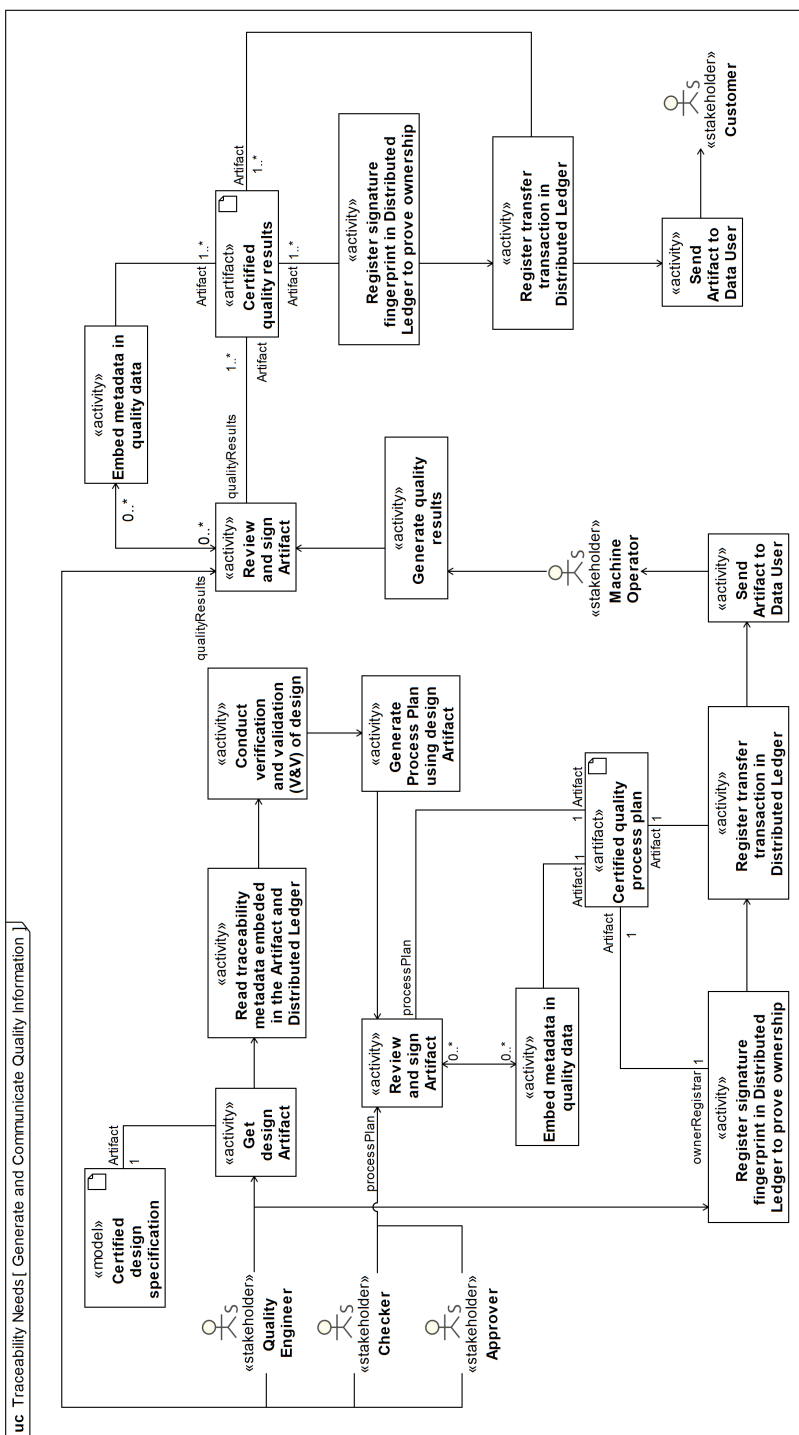 uc Traceability Needs [ Generate and Communicate Quality Information ]
«model»
Certified
design
specification
Artifact
1
«stakeholder»
Quality
Engineer
«stakeholder»
Checker
«stakeholder»
Approver
«activity»
Get
design
Artifact
«activity»
Read traceability
metadata embeded
in the Artifact and
Distributed Ledger
«activity»
Conduct
verification
and validation
(V&V) of design
«activity»
Generate
Process Plan
using design
Artifact
processPlan
«activity»
Review
and sign
Artifact
processPlan
0..*
0..*
«activity»
Embed metadata in
quality data
Artifact
1
1
Artifact
«artifact»
Certified quality
process plan
Artifact
1
Artifact
1
ownerRegistrar
1
«activity»
Register signature
fingerprint in Distributed
Ledger to prove ownership
«activity»
Register transfer
transaction in
Distributed Ledger
«activity»
Send
Artifact to
Data User
«stakeholder»
Machine
Operator
«activity»
Generate quality
results
qualityResults
«activity»
Review
and sign
Artifact
qualityResults
0..*
0..*
«activity»
Embed metadata in
quality data
1..*
Artifact
Artifact
1..*
«artifact»
Certified
quality results
Artifact
1..*
Artifact
1..*
«activity»
Register signature
fingerprint in Distributed
Ledger to prove ownership
«activity»
Register transfer
transaction in
Distributed Ledger
«activity»
Send
Artifact to
Data User
«stakeholder»
Customer
S
S
S
S
S